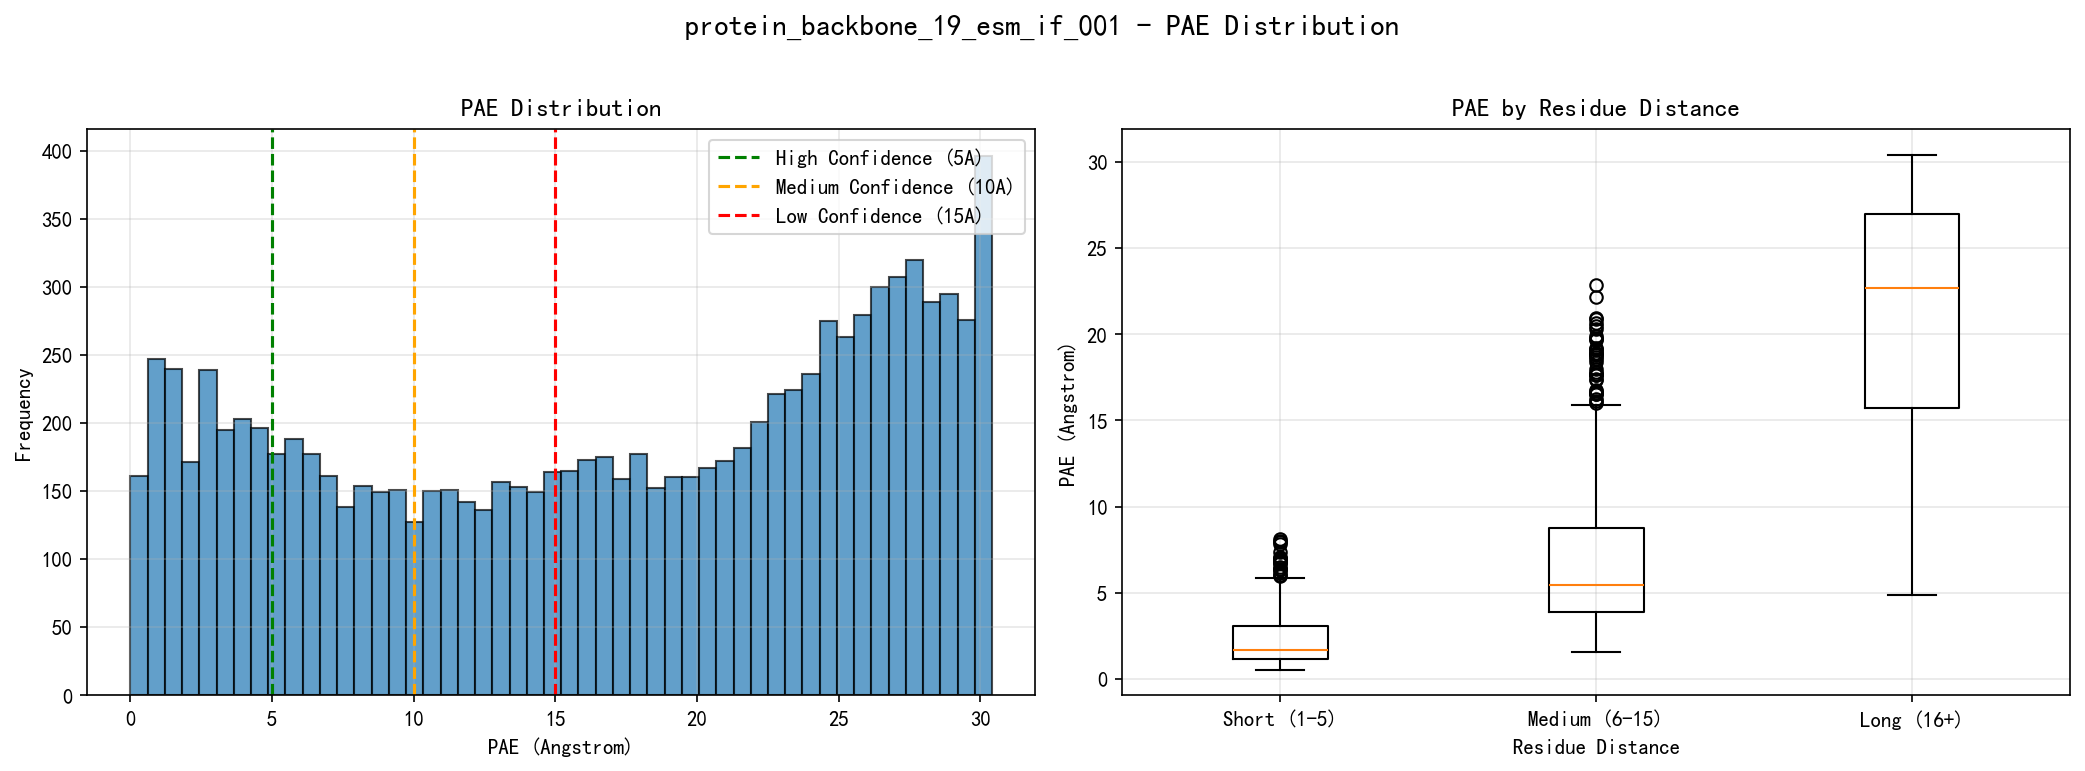 protein_backbone_19_esm_if_001 - PAE Distribution
PAE Distribution
400
350
300
250
200
150
100
50
0
Frequency
High Confidence (5A)
Medium Confidence (10A)
Low Confidence (15A)
0 5 10 15 20 25 30
PAE (Angstrom)
PAE by Residue Distance
30
25
20
15
10
5
0
PAE (Angstrom)
Short (1-5) Medium (6-15) Long (16+)
Residue Distance